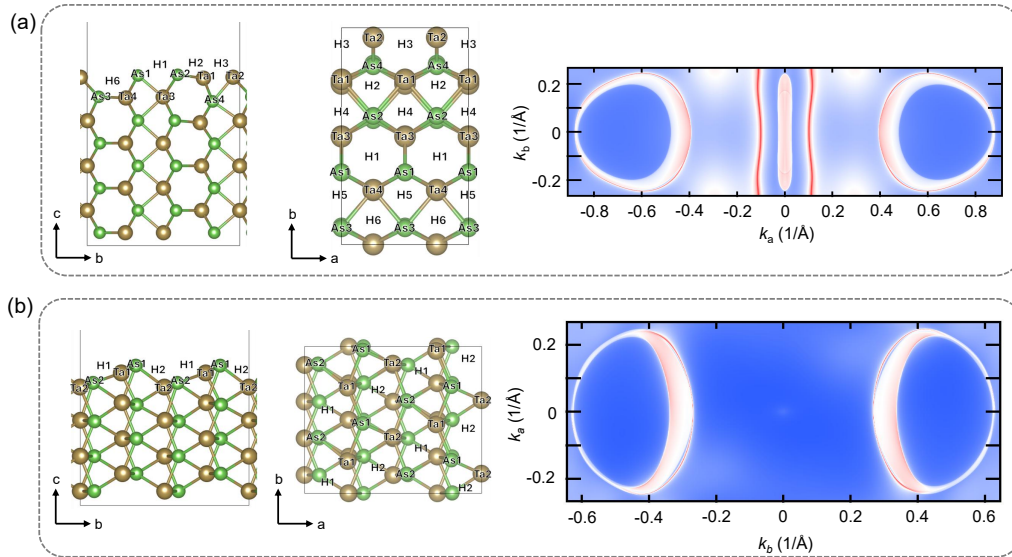 (a)
H1 H2 H3
As1 As2 Ta1 Ta2
H6
As3 Ta4 Ta3 As4
c
b
Ta2 Ta2
H3 H3 H3
As4 As4
Ta1 Ta1 Ta1
H2 H2
H4 As2 H4 As2 H4
Ta3 Ta3 Ta3
H1 H1
As1 As1 As1
H5 Ta4 H5 Ta4 H5
H6 H6
As3 As3 As3
b
a
k_b (1/Å)
0.2
0
-0.2
-0.8 -0.6 -0.4 -0.2 0 0.2 0.4 0.6 0.8
k_a (1/Å)
(b)
H1 As1 H1 As1
As2 Ta1 H2 As2 Ta1 H2
Ta2 Ta2 Ta2
c
b
As1 Ta1
As2 Ta2 H2
H1
Ta1 H2 As1
H1 As2 Ta2
As1 Ta1
As2 Ta2 H2
H1
Ta1 As1
H1 As2 Ta2
H2
b
a
k_a (1/Å)
0.2
0
-0.2
-0.6 -0.4 -0.2 0 0.2 0.4 0.6
k_b (1/Å)